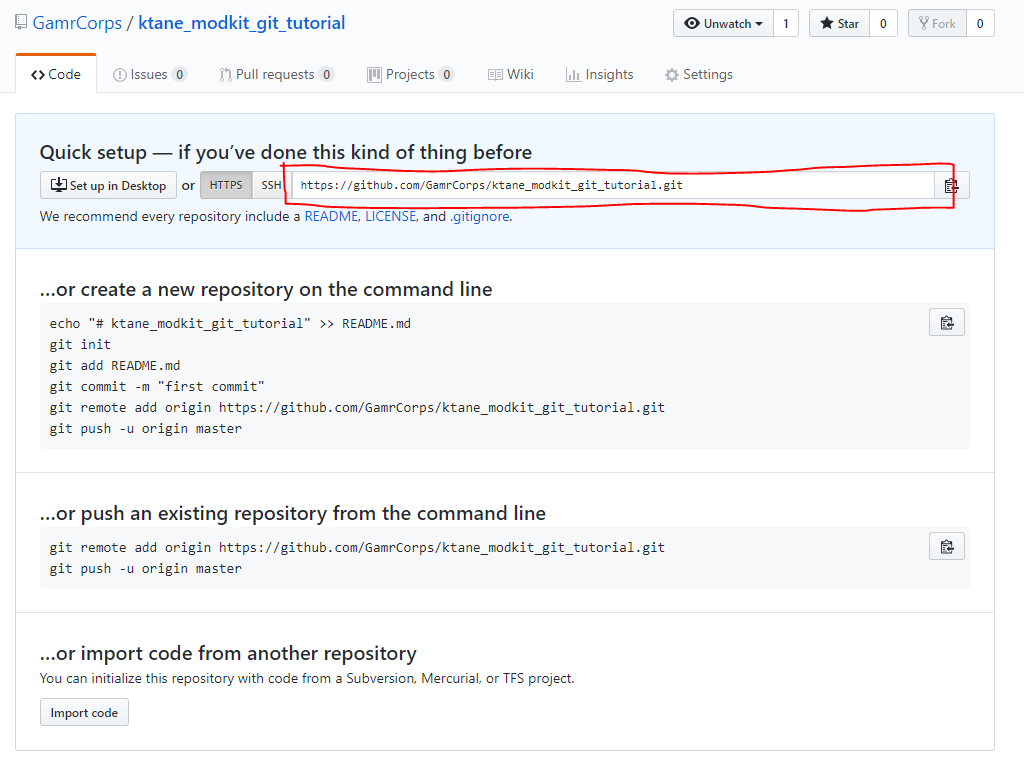 GamrCorps / ktane_modkit_git_tutorial
Unwatch 1 Star 0 Fork 0
Code Issues 0 Pull requests 0 Projects 0 Wiki Insights Settings
Quick setup — if you’ve done this kind of thing before
Set up in Desktop or HTTPS SSH https://github.com/GamrCorps/ktane_modkit_git_tutorial.git
We recommend every repository include a README, LICENSE, and .gitignore.
…or create a new repository on the command line
echo "# ktane_modkit_git_tutorial" >> README.md
git init
git add README.md
git commit -m "first commit"
git remote add origin https://github.com/GamrCorps/ktane_modkit_git_tutorial.git
git push -u origin master
…or push an existing repository from the command line
git remote add origin https://github.com/GamrCorps/ktane_modkit_git_tutorial.git
git push -u origin master
…or import code from another repository
You can initialize this repository with code from a Subversion, Mercurial, or TFS project.
Import code